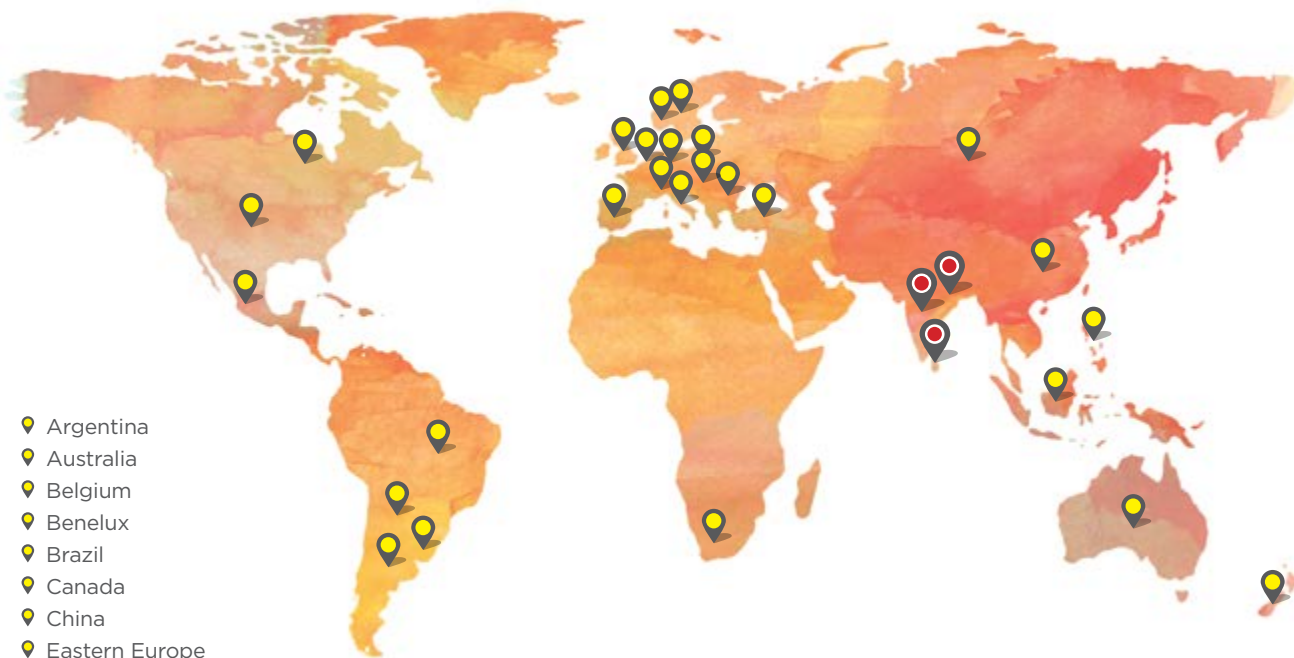 Argentina
Australia
Belgium
Benelux
Brazil
Canada
China
Eastern Europe